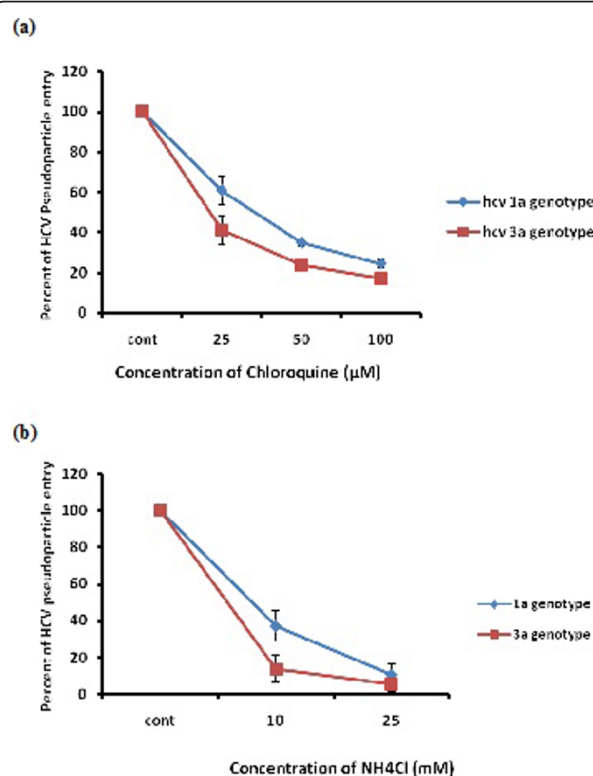 (a)
Percent of HCV Pseudoparticle entry
120
100
80
60
40
20
0
cont 25 50 100
Concentration of Chloroquine (µM)
hcv 1a genotype
hcv 3a genotype
(b)
Percent of HCV pseudoparticle entry
120
100
80
60
40
20
0
cont 10 25
Concentration of NH4Cl (mM)
1a genotype
3a genotype